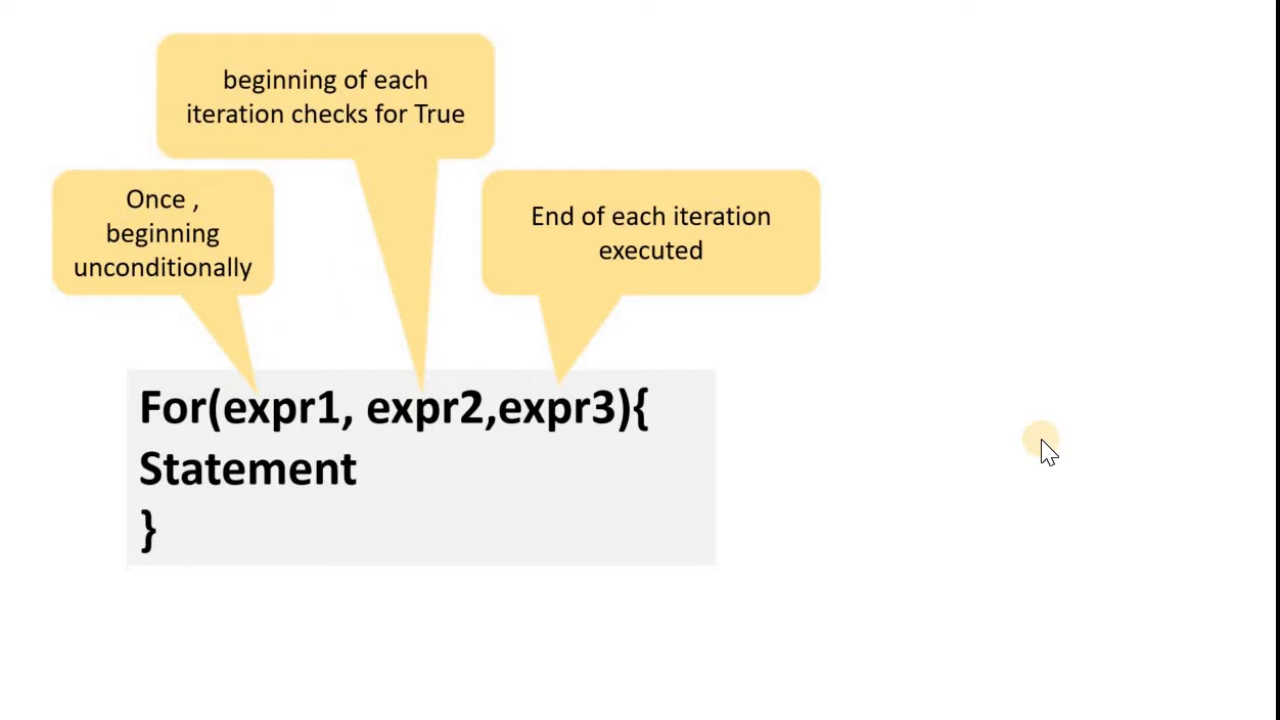 beginning of each
iteration checks for True
Once ,
beginning
unconditionally
End of each iteration
executed
For(expr1, expr2,expr3){
Statement
}